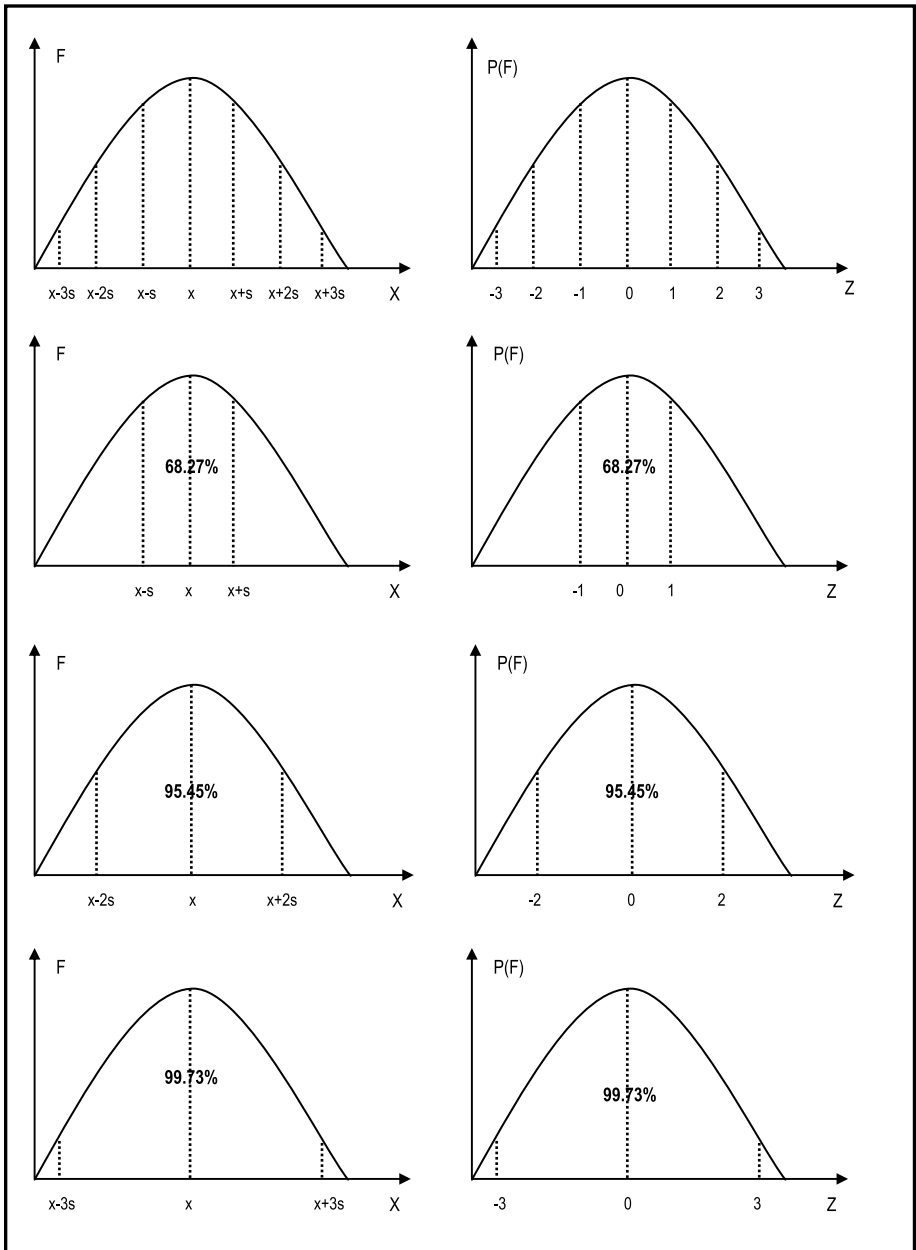 F
x-3s x-2s x-s x x+s x+2s x+3s X
P(F)
-3 -2 -1 0 1 2 3 Z
F
68.27%
x-s x x+s X
P(F)
68.27%
-1 0 1 Z
F
95.45%
x-2s x x+2s X
P(F)
95.45%
-2 0 2 Z
F
99.73%
x-3s x x+3s X
P(F)
99.73%
-3 0 3 Z